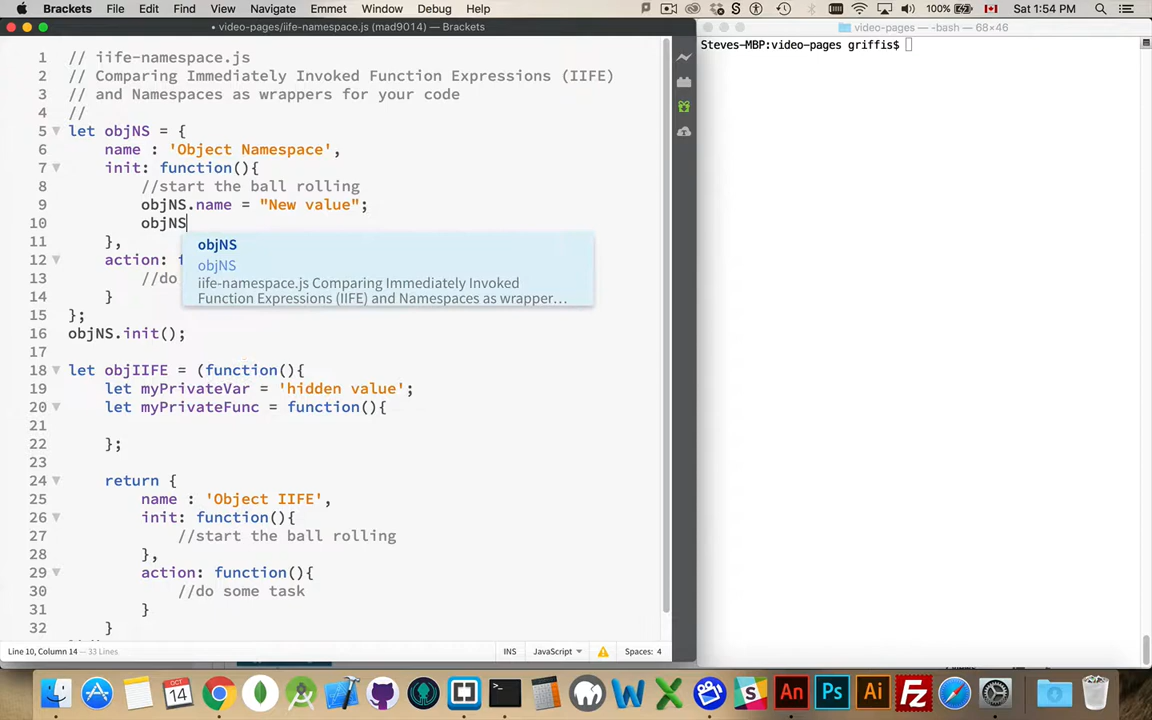 Brackets File Edit Find View Navigate Emmet Window Debug Help 100% Sat 1:54 PM
• video-pages/iife-namespace.js (mad9014) — Brackets
video-pages — -bash — 68×46
Steves-MBP:video-pages griffis$
1 // iife-namespace.js
2 // Comparing Immediately Invoked Function Expressions (IIFE)
3 // and Namespaces as wrappers for your code
4 //
5 let objNS = {
6 name : 'Object Namespace',
7 init: function(){
8 //start the ball rolling
9 objNS.name = "New value";
10 objNS
objNS
objNS
iife-namespace.js Comparing Immediately Invoked
Function Expressions (IIFE) and Namespaces as wrapper…
11 },
12 action: f
13 //do
14 }
15 };
16 objNS.init();
17
18 let objIIFE = (function(){
19 let myPrivateVar = 'hidden value';
20 let myPrivateFunc = function(){
21
22 };
23
24 return {
25 name : 'Object IIFE',
26 init: function(){
27 //start the ball rolling
28 },
29 action: function(){
30 //do some task
31 }
32 }
Line 10, Column 14 — 33 Lines
INS JavaScript Spaces: 4
OCT
14
An Ps Ai Fz